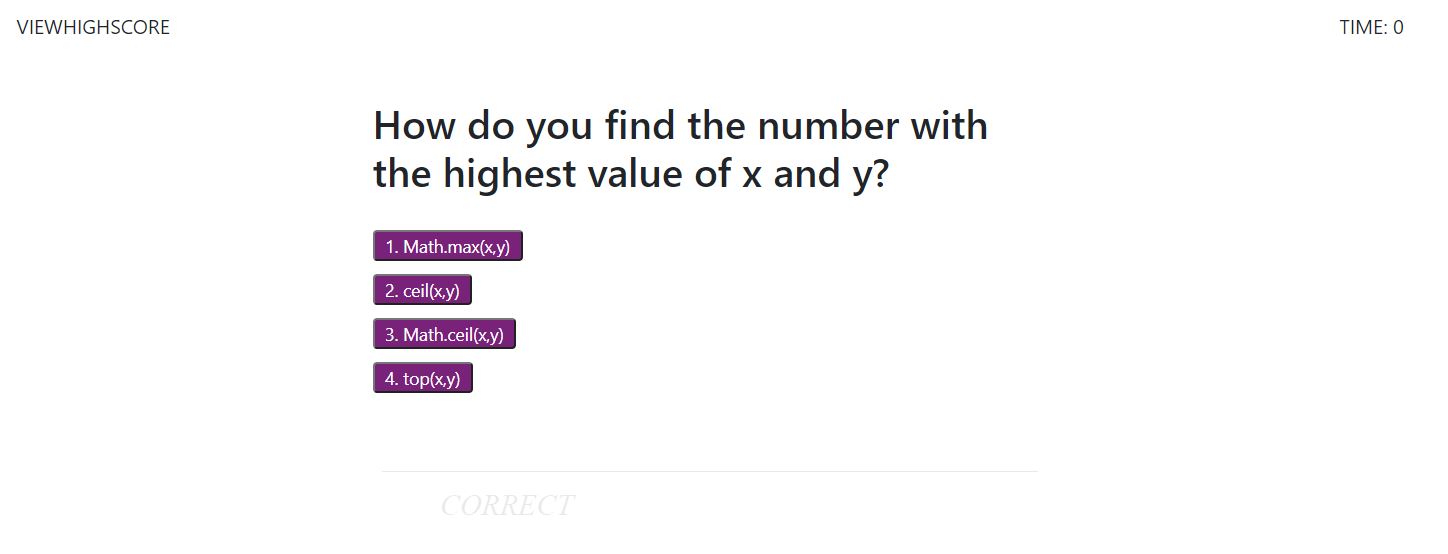 VIEWHIGHSCORE
TIME: 0
How do you find the number with
the highest value of x and y?
1. Math.max(x,y)
2. ceil(x,y)
3. Math.ceil(x,y)
4. top(x,y)
CORRECT